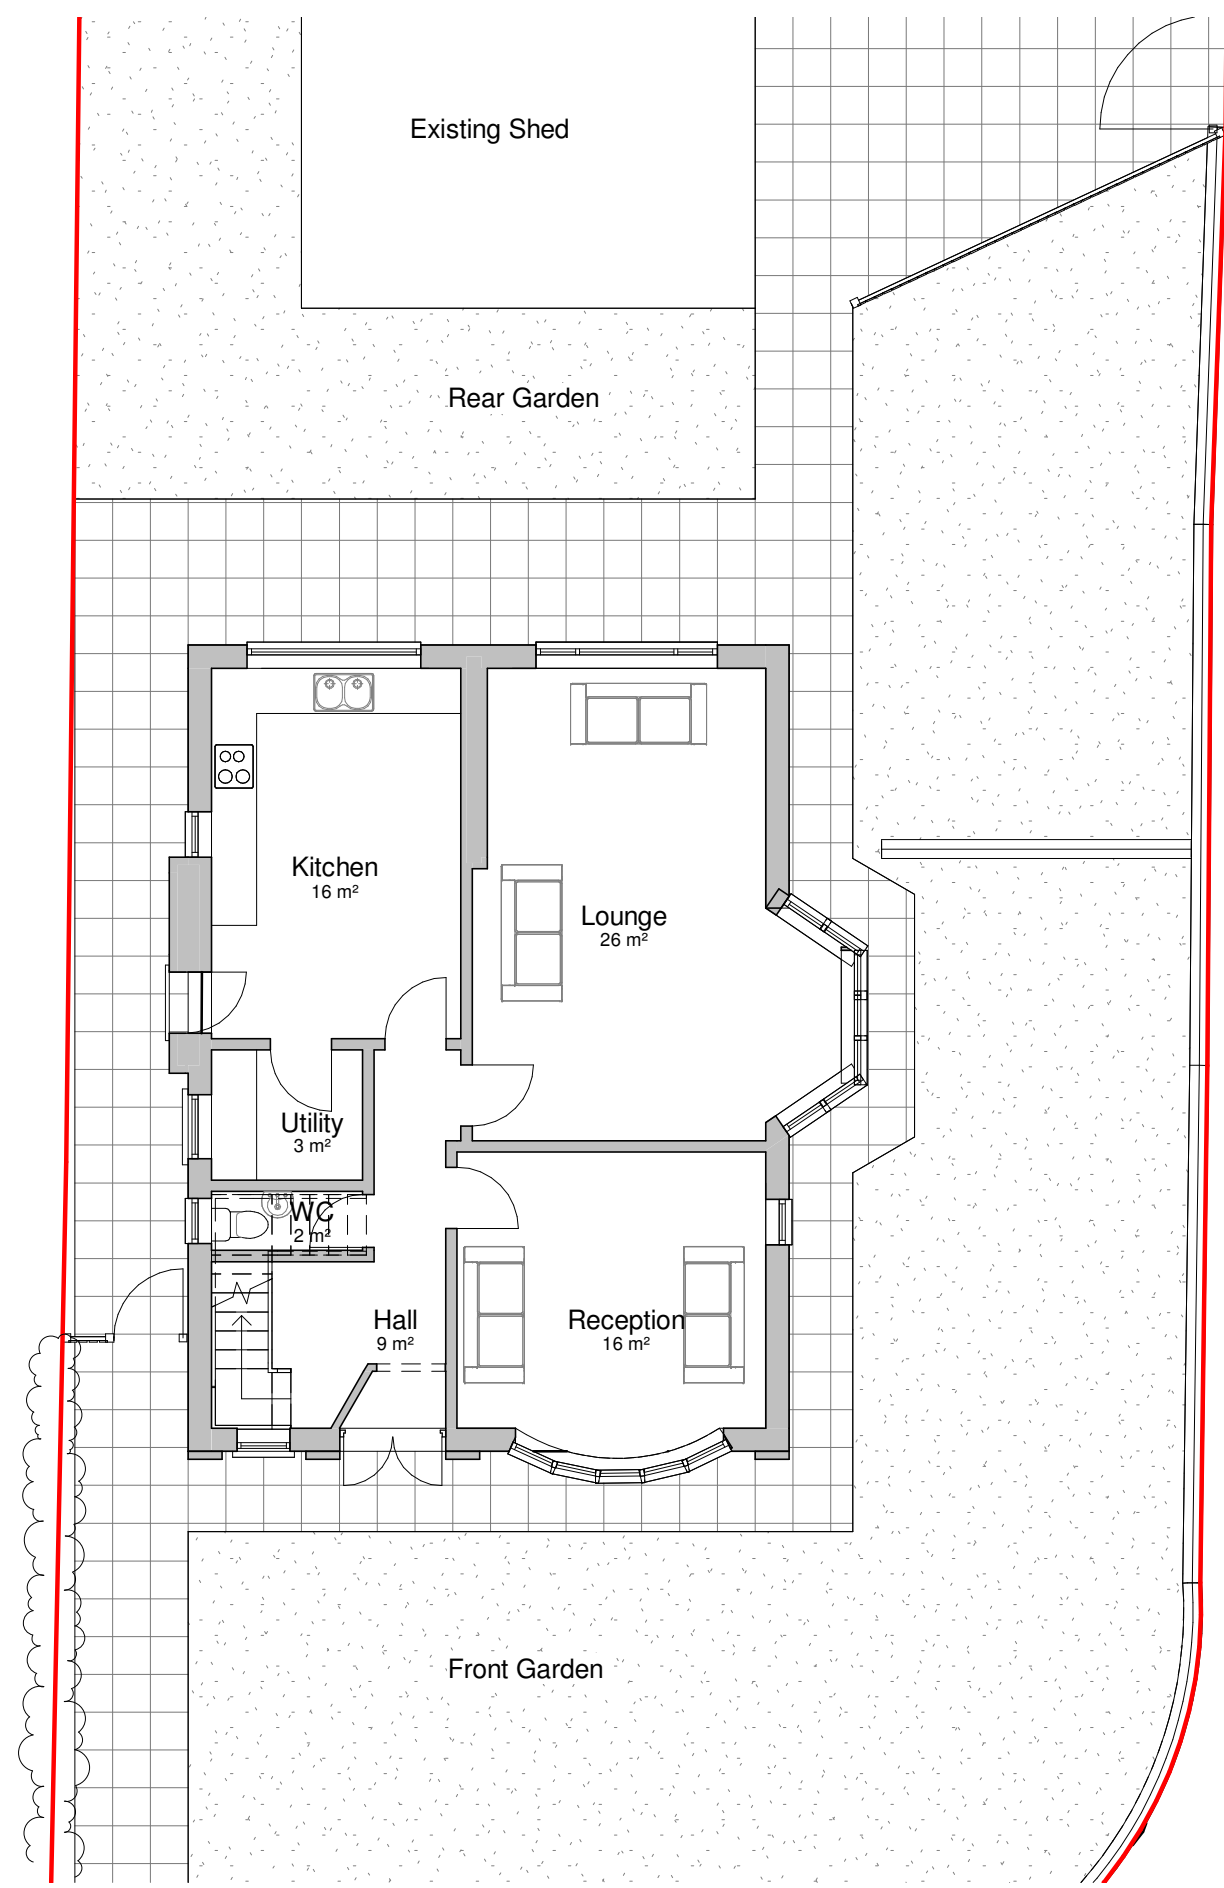 Existing Shed
Rear Garden
Kitchen
16 m²
Lounge
26 m²
Utility
3 m²
WC
2 m²
Hall
9 m²
Reception
16 m²
Front Garden